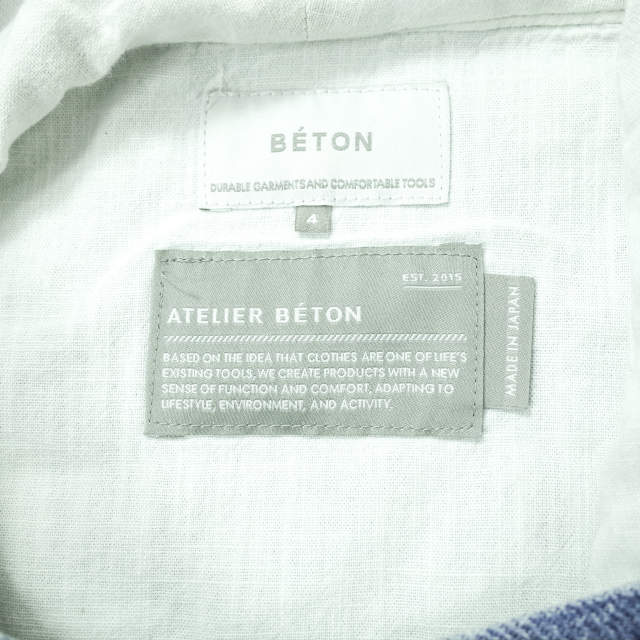 BÉTON
DURABLE GARMENTS AND COMFORTABLE TOOLS
4
EST. 2015
ATELIER BÉTON
BASED ON THE IDEA THAT CLOTHES ARE ONE OF LIFE'S
EXISTING TOOLS, WE CREATE PRODUCTS WITH A NEW
SENSE OF FUNCTION AND COMFORT, ADAPTING TO
LIFESTYLE, ENVIRONMENT, AND ACTIVITY.
MADE IN JAPAN